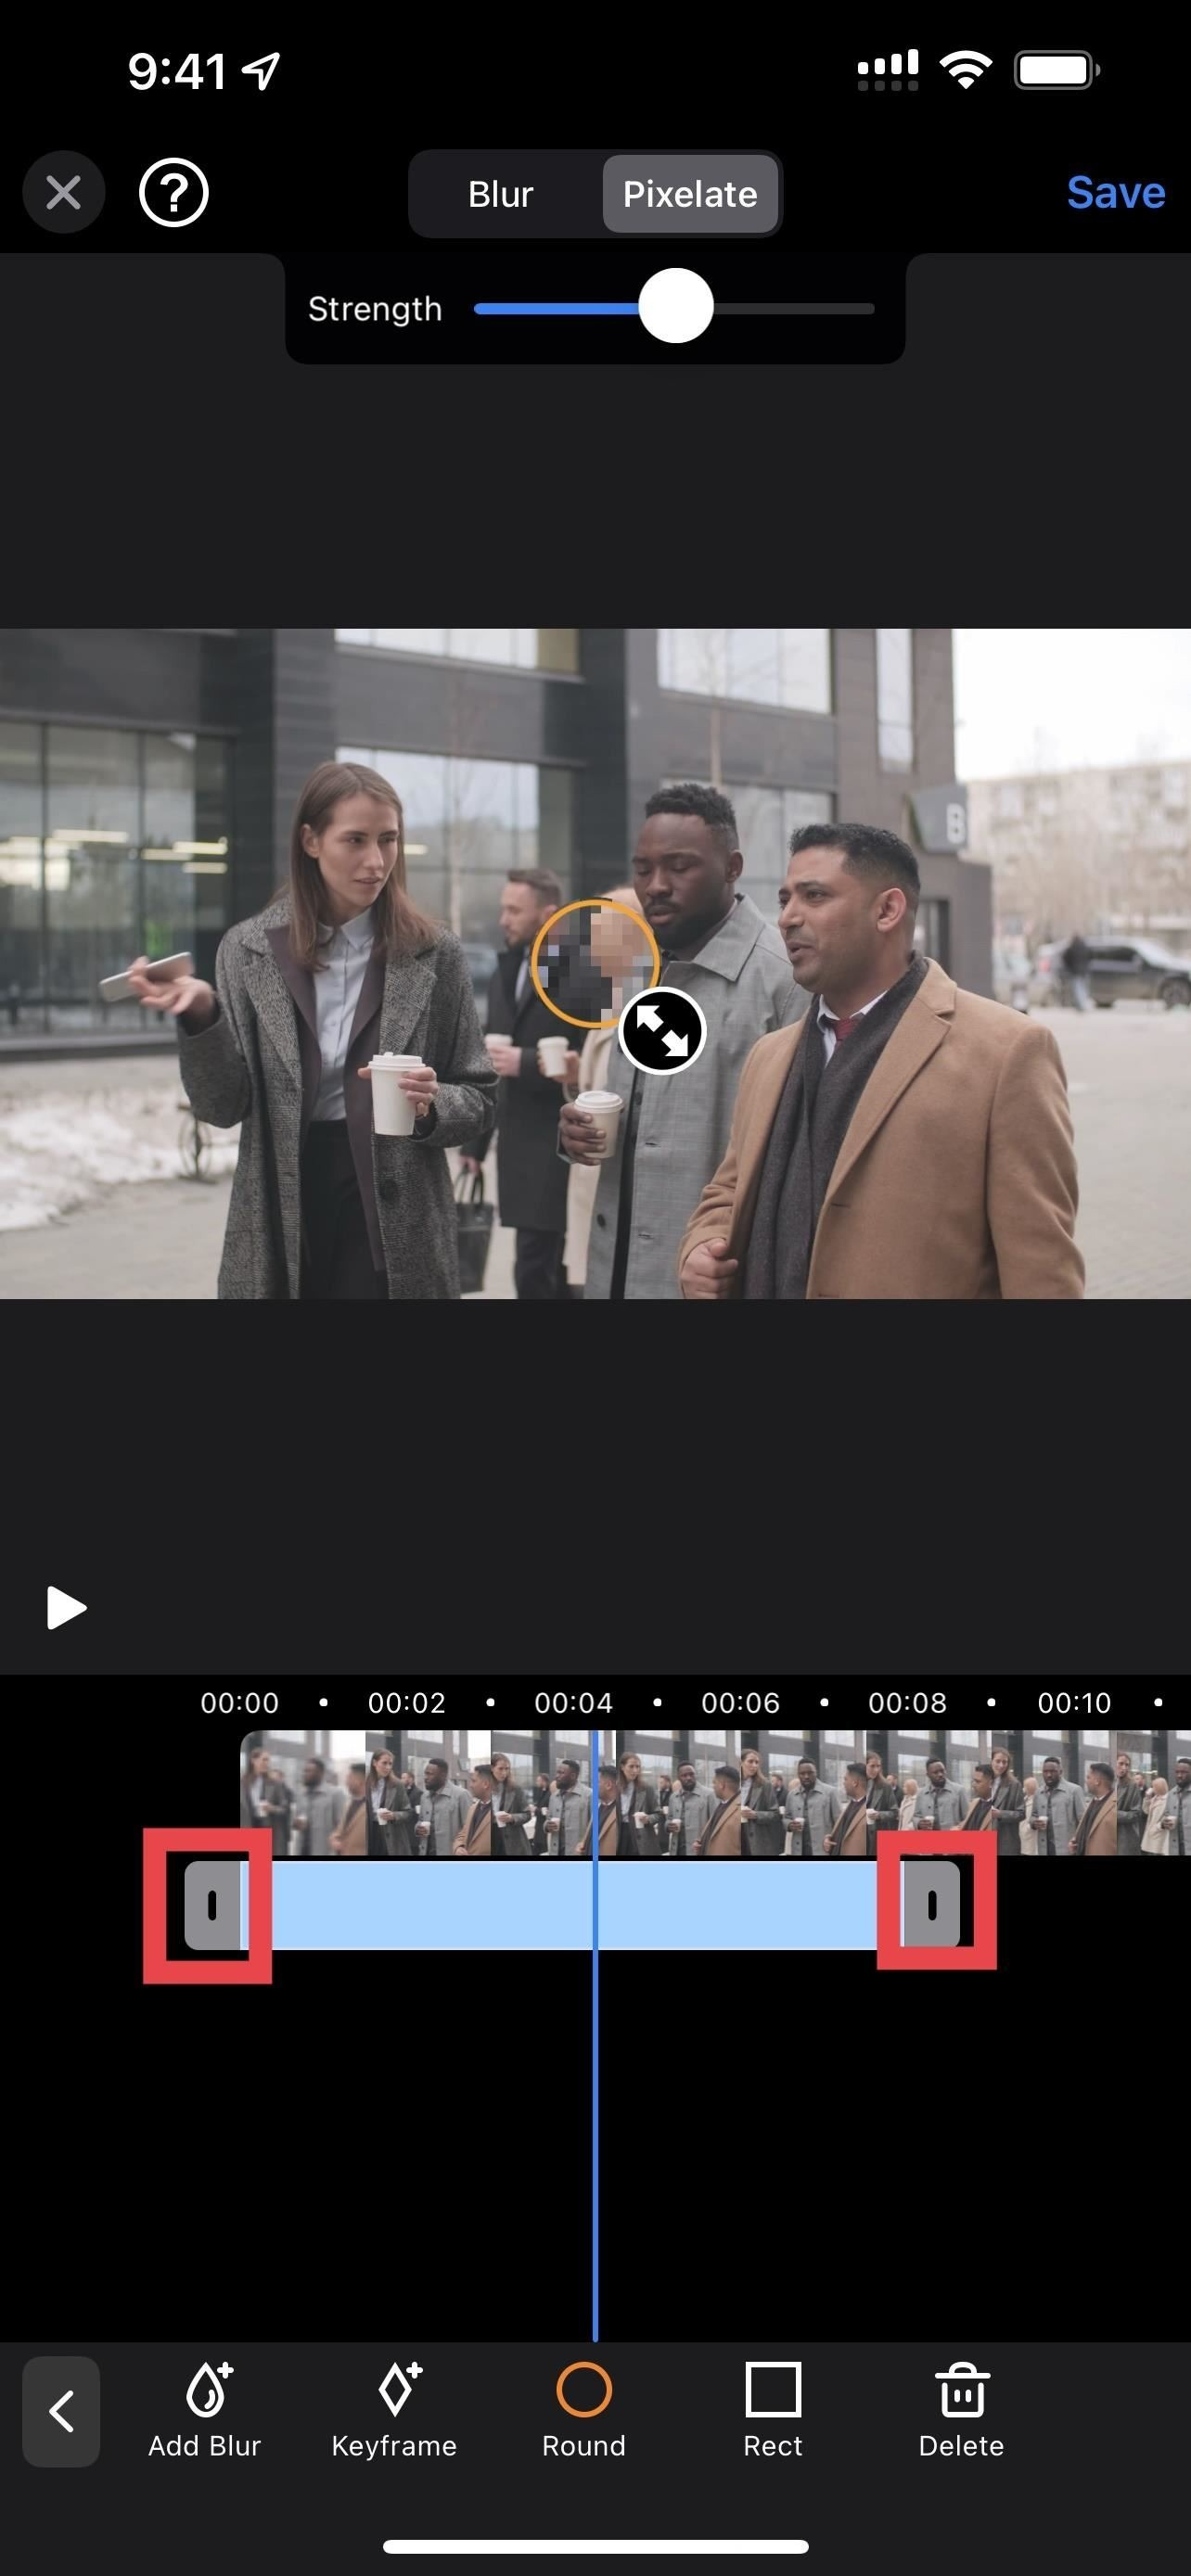 9:41
Blur Pixelate Save
Strength
B
00:00 00:02 00:04 00:06 00:08 00:10
Add Blur Keyframe Round Rect Delete